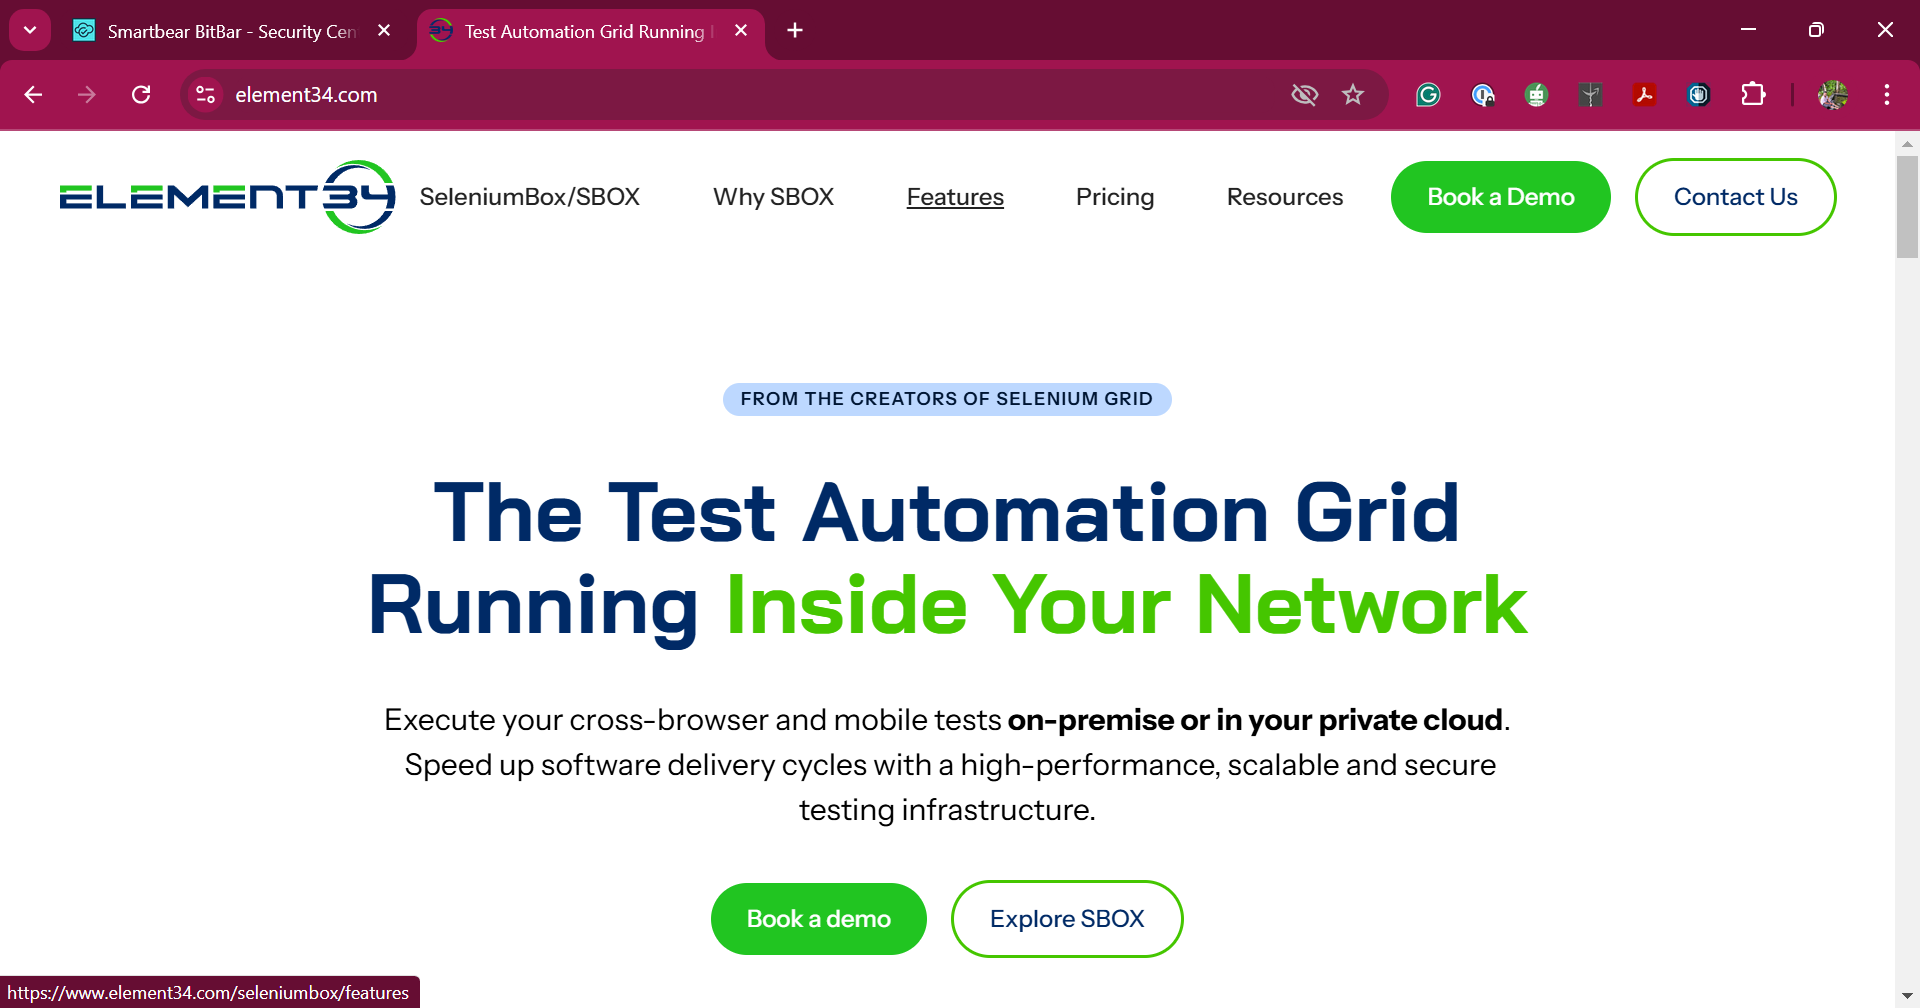 Smartbear BitBar - Security Cen
Test Automation Grid Running
element34.com
ELEMENT34
SeleniumBox/SBOX
Why SBOX
Features
Pricing
Resources
Book a Demo
Contact Us
FROM THE CREATORS OF SELENIUM GRID
The Test Automation Grid
Running Inside Your Network
Execute your cross-browser and mobile tests on-premise or in your private cloud.
Speed up software delivery cycles with a high-performance, scalable and secure
testing infrastructure.
Book a demo
Explore SBOX
https://www.element34.com/seleniumbox/features